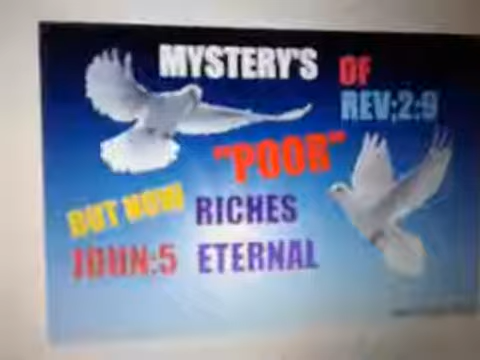 MYSTERY'S OF
REV;2:9
"POOR"
BUT NOW RICHES
JOHN:5 ETERNAL